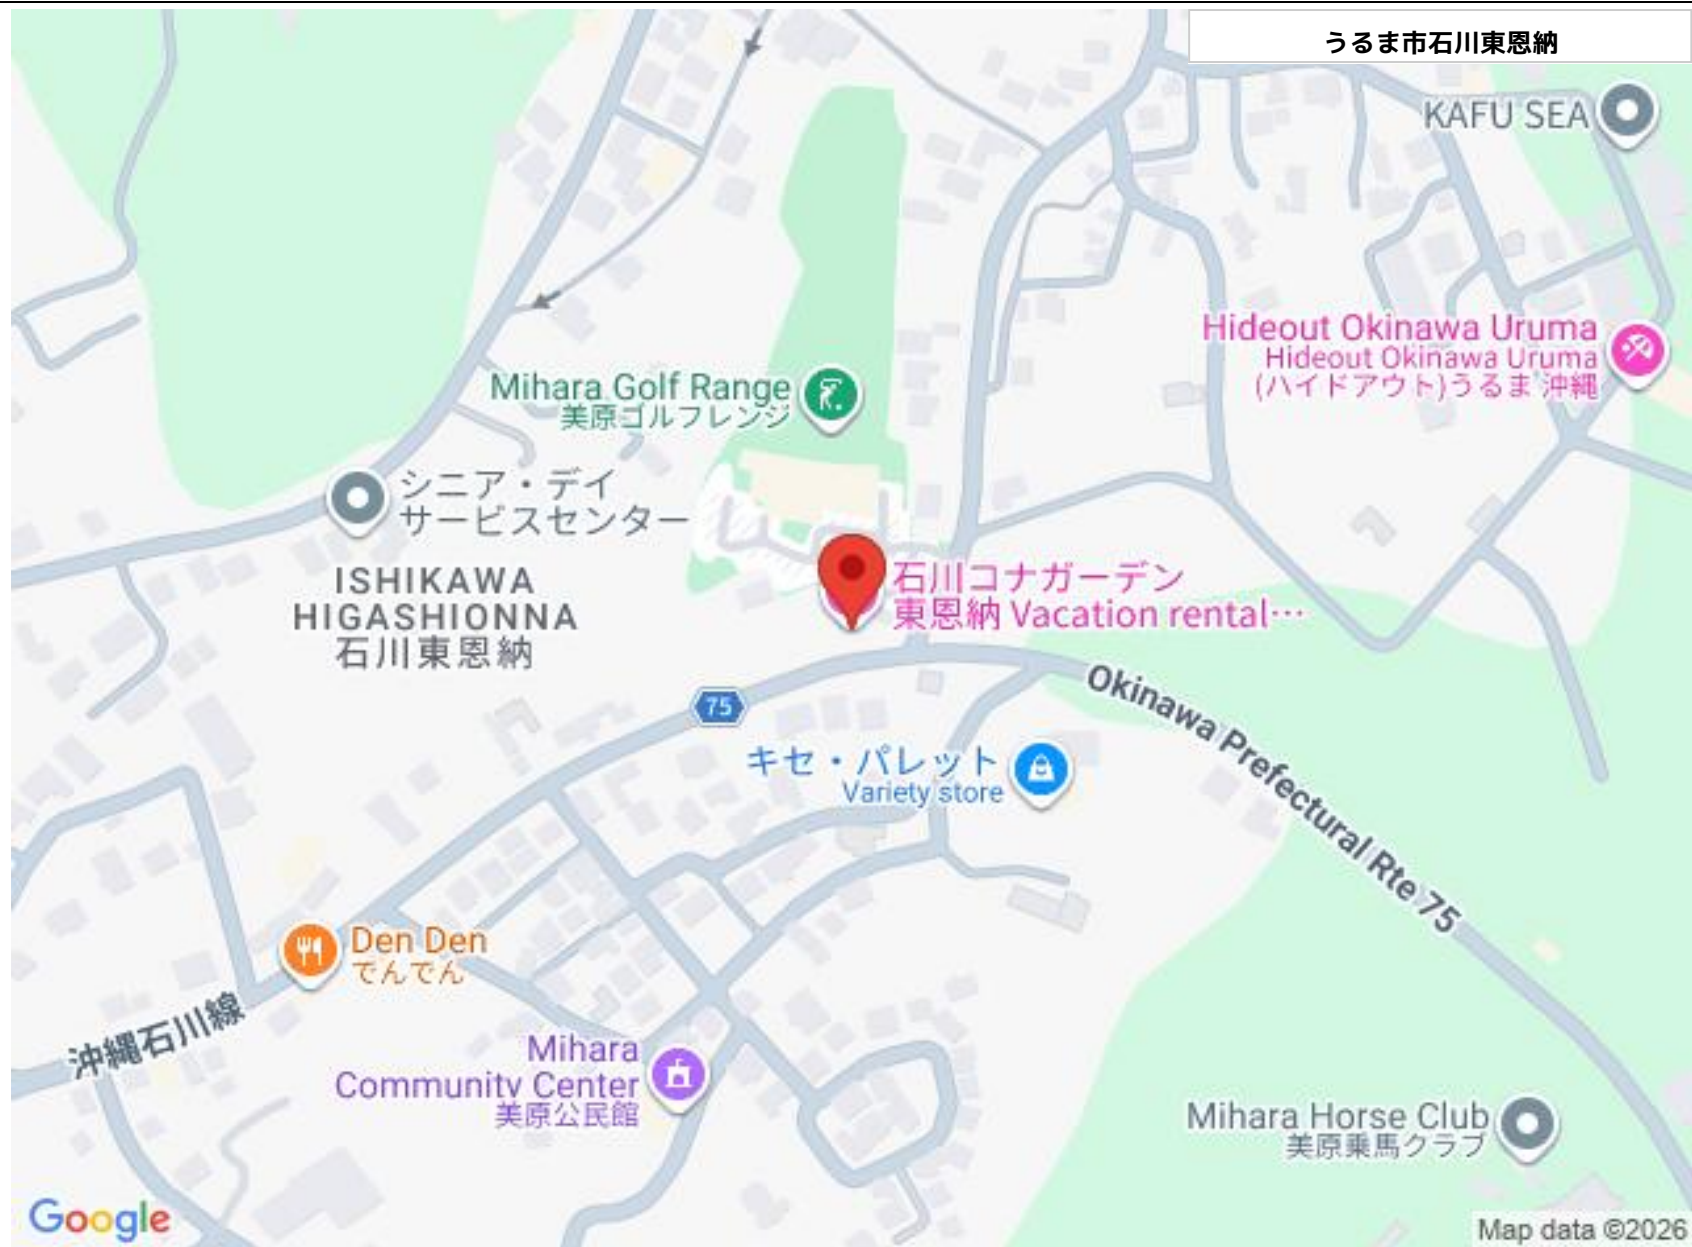 うるま市石川東恩納
KAFU SEA
Hideout Okinawa Uruma
Hideout Okinawa Uruma
(ハイドアウト)うるま 沖縄
Mihara Golf Range
美原ゴルフレンジ
シニア・デイ
サービスセンター
ISHIKAWA
HIGASHIONNA
石川東恩納
石川コナガーデン
東恩納 Vacation rental…
75
Okinawa Prefectural Rte 75
キセ・パレット
Variety store
Den Den
でんでん
沖縄石川線
Mihara
Community Center
美原公民館
Mihara Horse Club
美原乗馬クラブ
Google
Map data ©2026